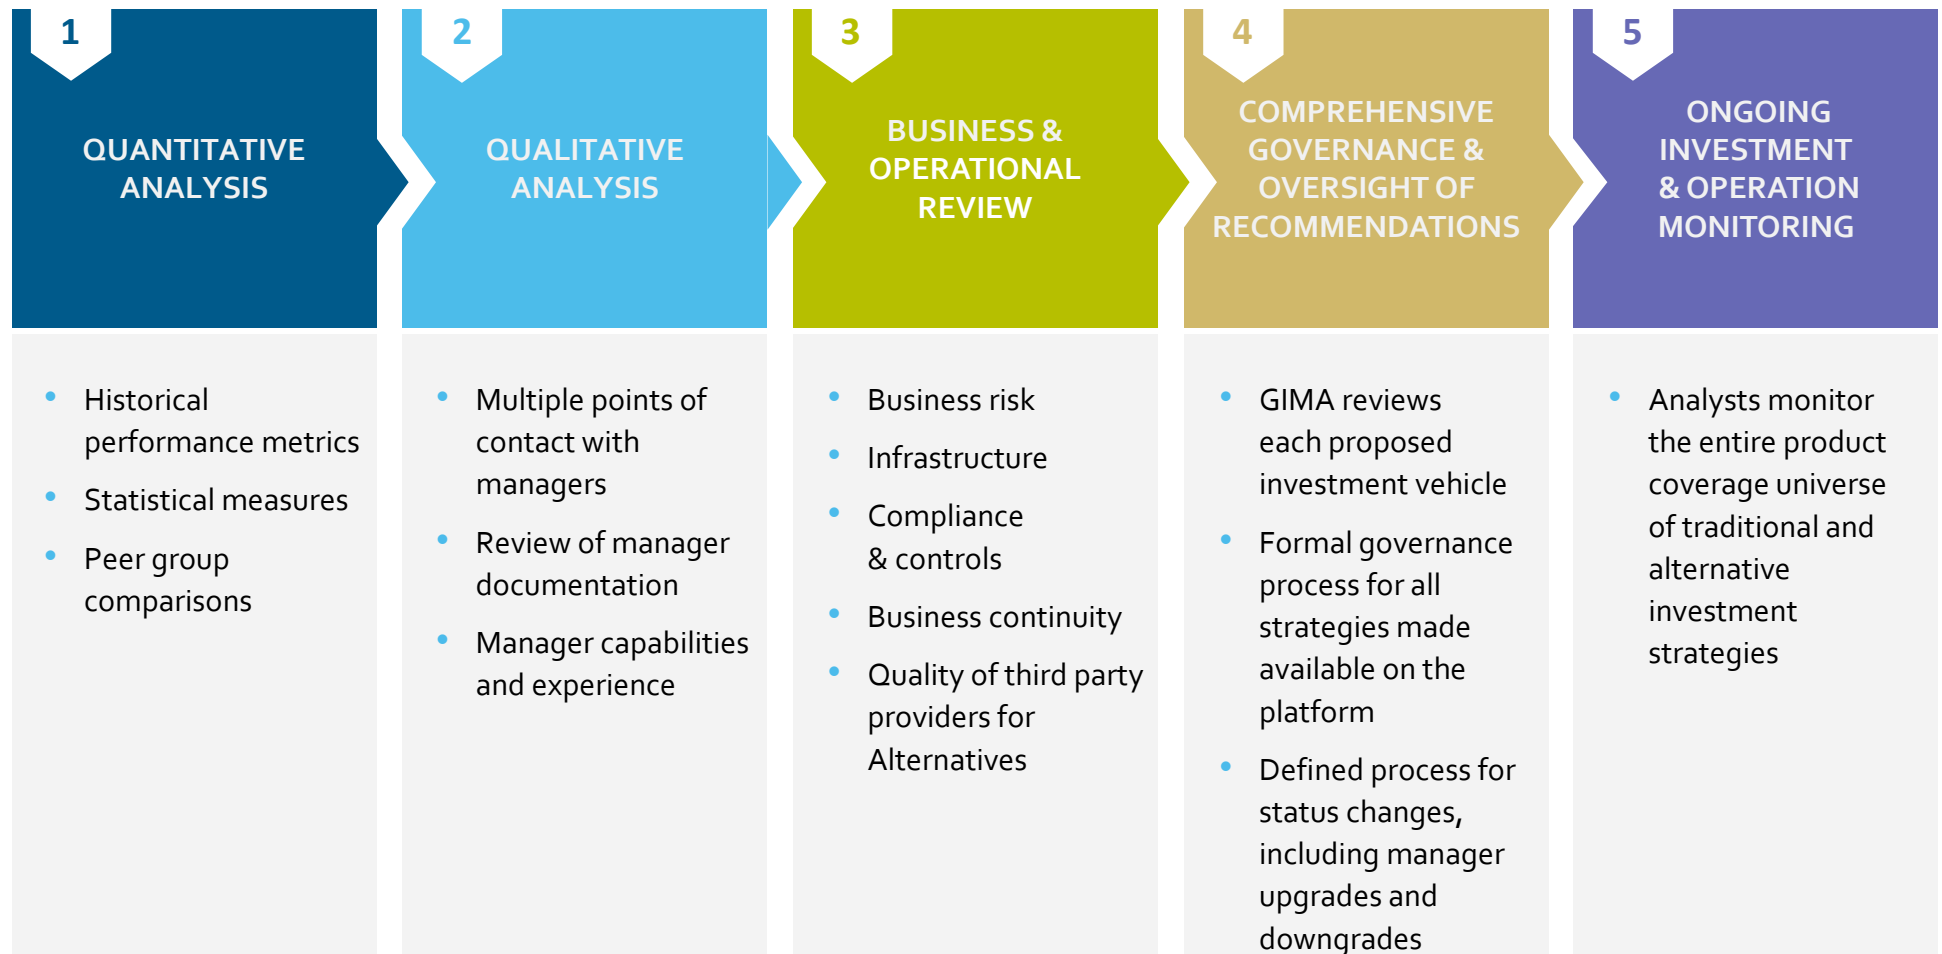 1
QUANTITATIVE
ANALYSIS
• Historical
performance metrics
• Statistical measures
• Peer group
comparisons
2
QUALITATIVE
ANALYSIS
• Multiple points of
contact with
managers
• Review of manager
documentation
• Manager capabilities
and experience
3
BUSINESS &
OPERATIONAL
REVIEW
• Business risk
• Infrastructure
• Compliance
& controls
• Business continuity
• Quality of third party
providers for
Alternatives
4
COMPREHENSIVE
GOVERNANCE &
OVERSIGHT OF
RECOMMENDATIONS
• GIMA reviews
each proposed
investment vehicle
• Formal governance
process for all
strategies made
available on the
platform
• Defined process for
status changes,
including manager
upgrades and
downgrades
5
ONGOING
INVESTMENT
& OPERATION
MONITORING
• Analysts monitor
the entire product
coverage universe
of traditional and
alternative
investment
strategies